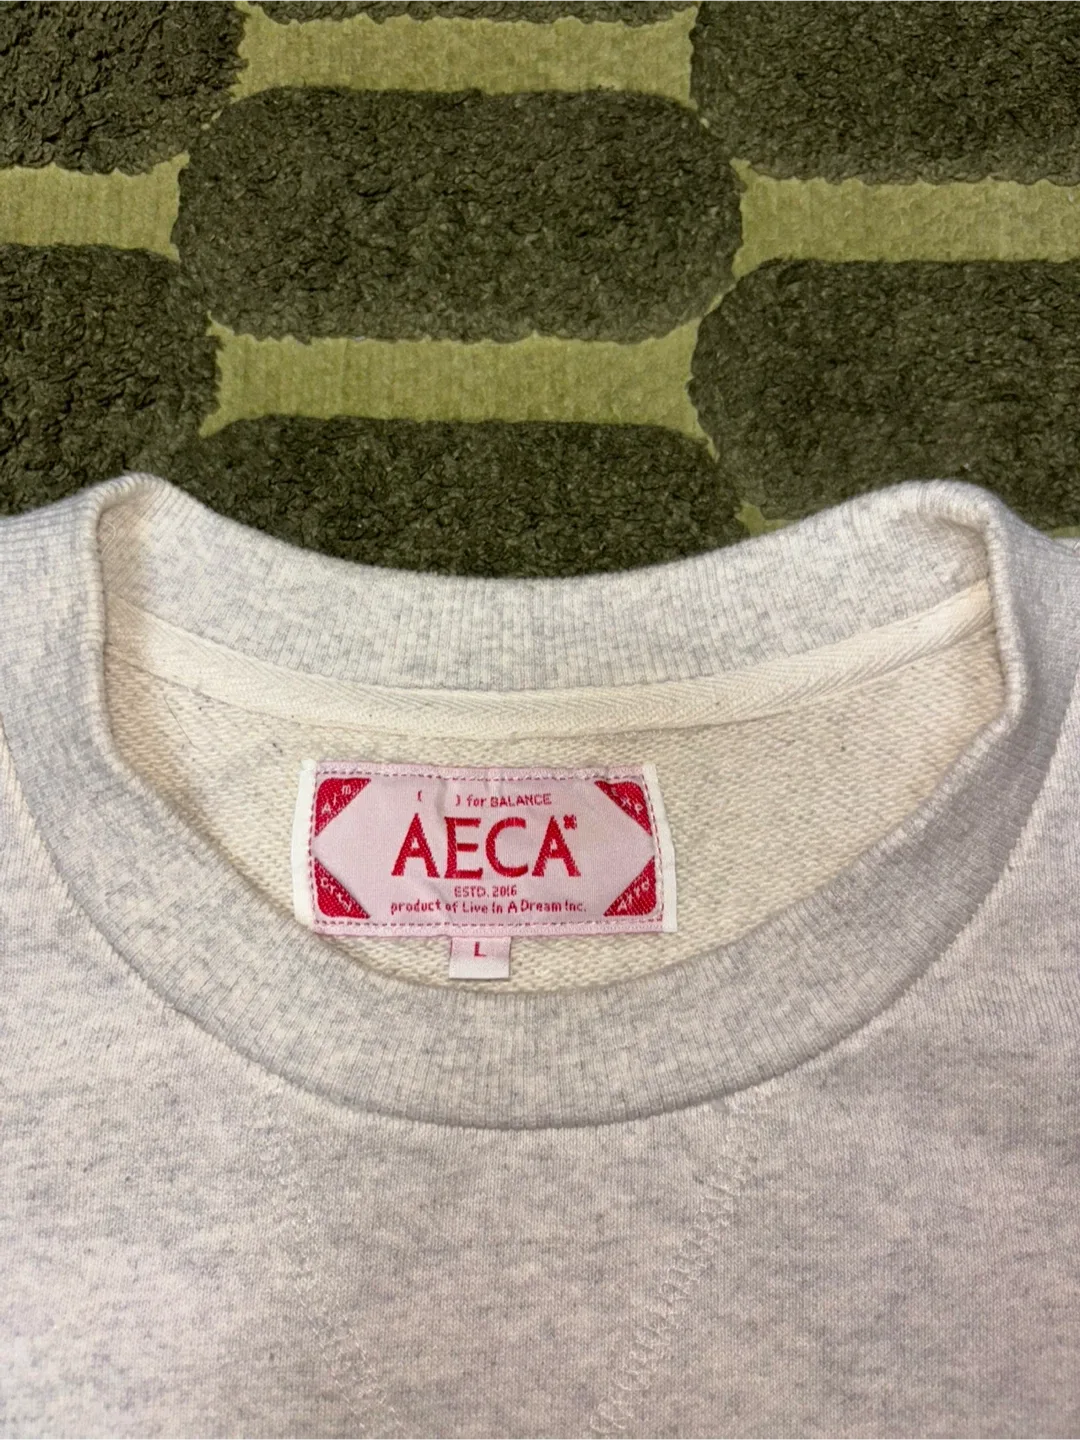 (    ) for BALANCE
AECA
ESTD. 2016
product of Live In A Dream Inc.
L